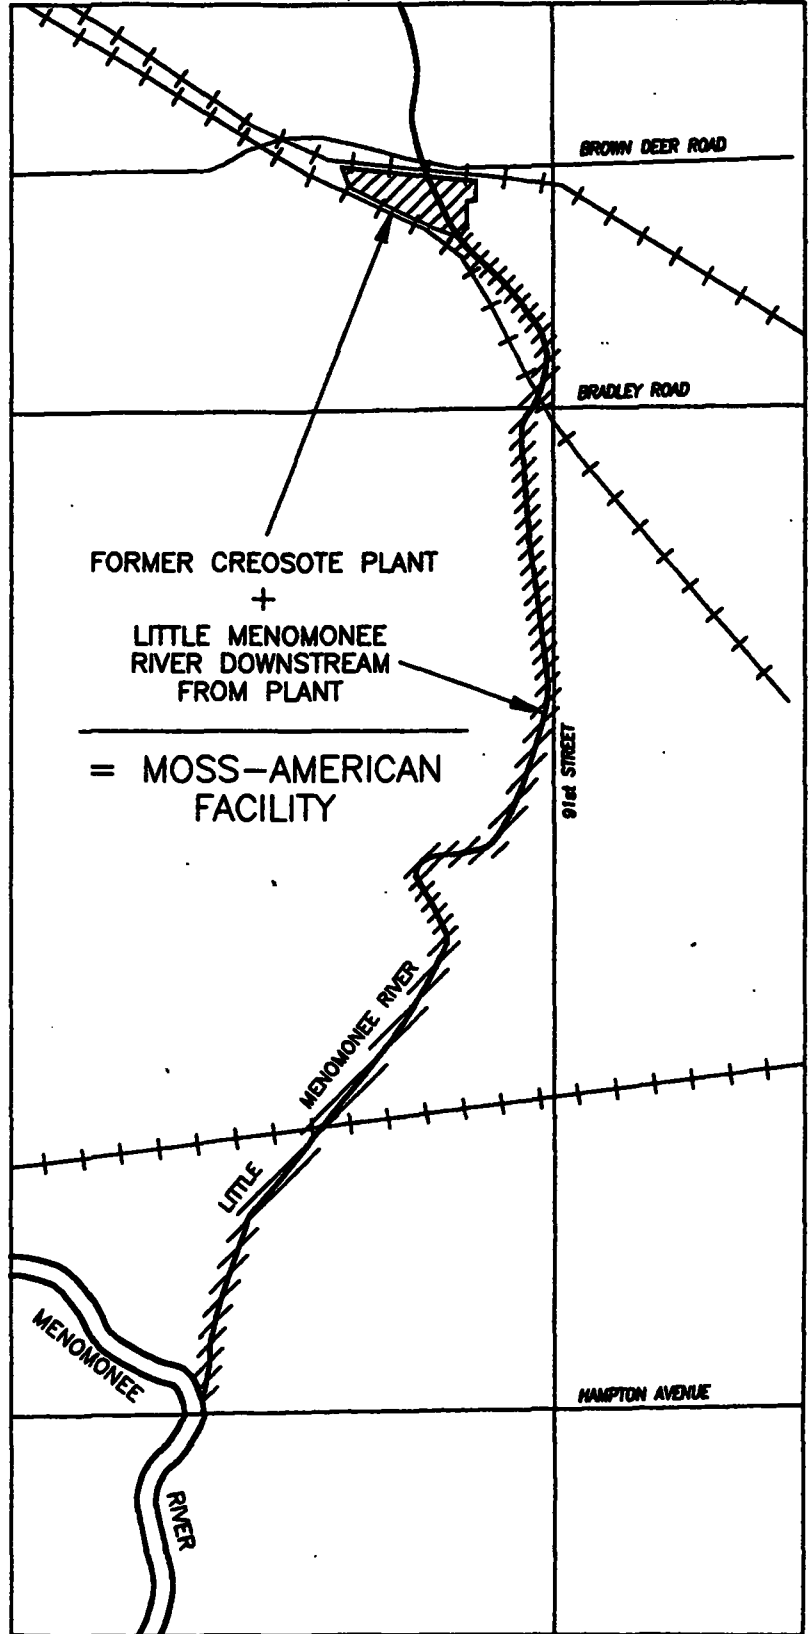 BROWN DEER ROAD
BRADLEY ROAD
FORMER CREOSOTE PLANT
+
LITTLE MENOMONEE
RIVER DOWNSTREAM
FROM PLANT
= MOSS-AMERICAN
FACILITY
91st STREET
LITTLE MENOMONEE RIVER
MENOMONEE RIVER
HAMPTON AVENUE